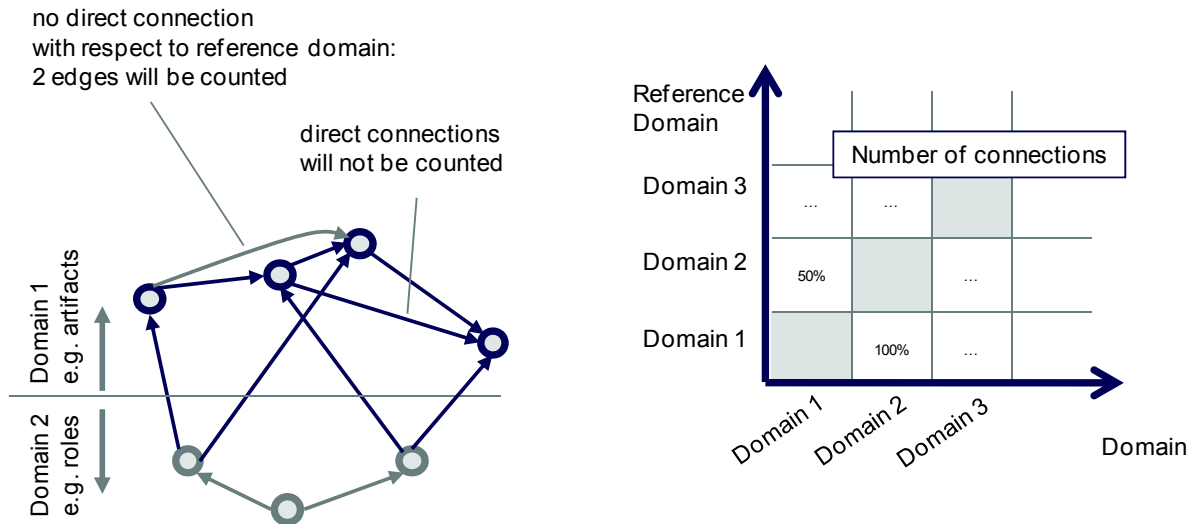 no direct connection
with respect to reference domain:
2 edges will be counted
direct connections
will not be counted
Domain 1
e.g. artifacts
Domain 2
e.g. roles
Reference
Domain
Number of connections
Domain 3
... ...
Domain 2
50% ...
Domain 1
100% ...
Domain 1
Domain 2
Domain 3
Domain